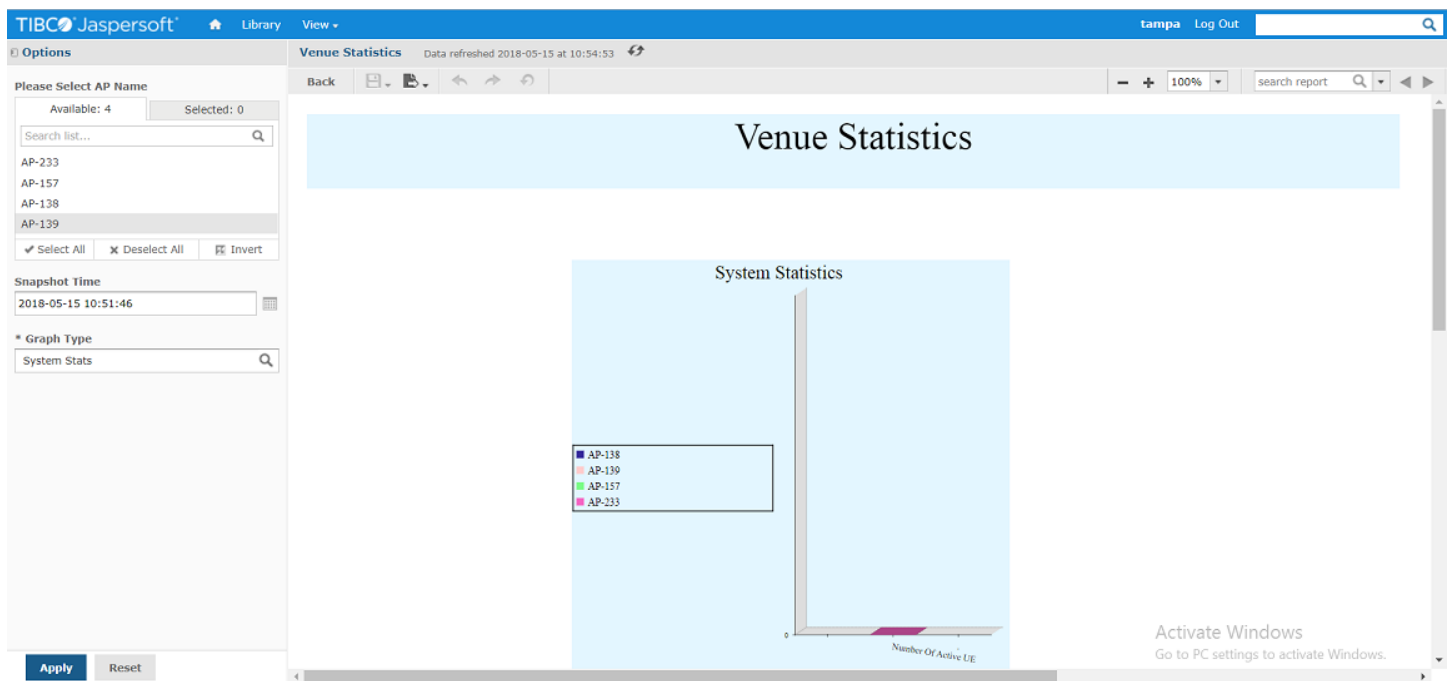 TIBCO Jaspersoft Library View tampa Log Out
Options
Please Select AP Name
Available: 4 Selected: 0
Search list...
AP-233
AP-157
AP-138
AP-139
Select All Deselect All Invert
Snapshot Time
2018-05-15 10:51:46
* Graph Type
System Stats
Apply Reset
Venue Statistics Data refreshed 2018-05-15 at 10:54:53
Back 100% search report
Venue Statistics
System Statistics
AP-138
AP-139
AP-157
AP-233
0
Number Of Active UE
Activate Windows
Go to PC settings to activate Windows.